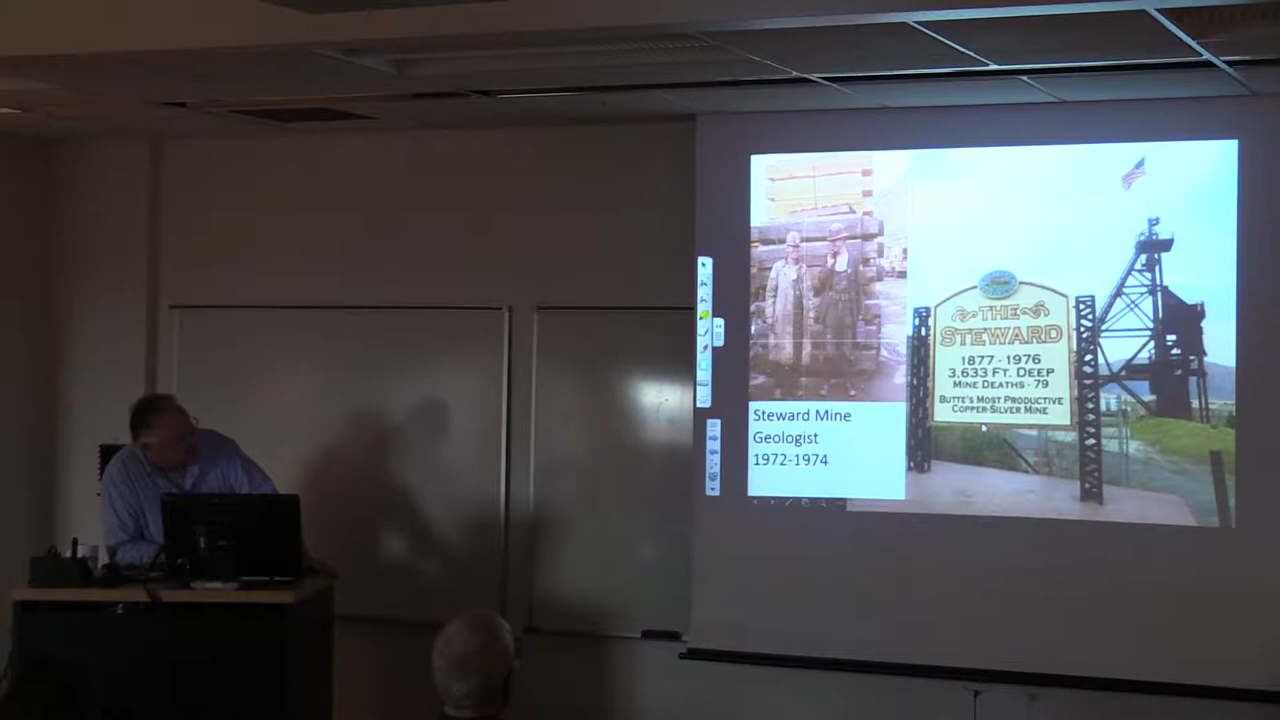 Steward Mine
Geologist
1972-1974
THE
STEWARD
1877 - 1976
3,633 FT. DEEP
MINE DEATHS - 79
BUTTE'S MOST PRODUCTIVE
COPPER-SILVER MINE